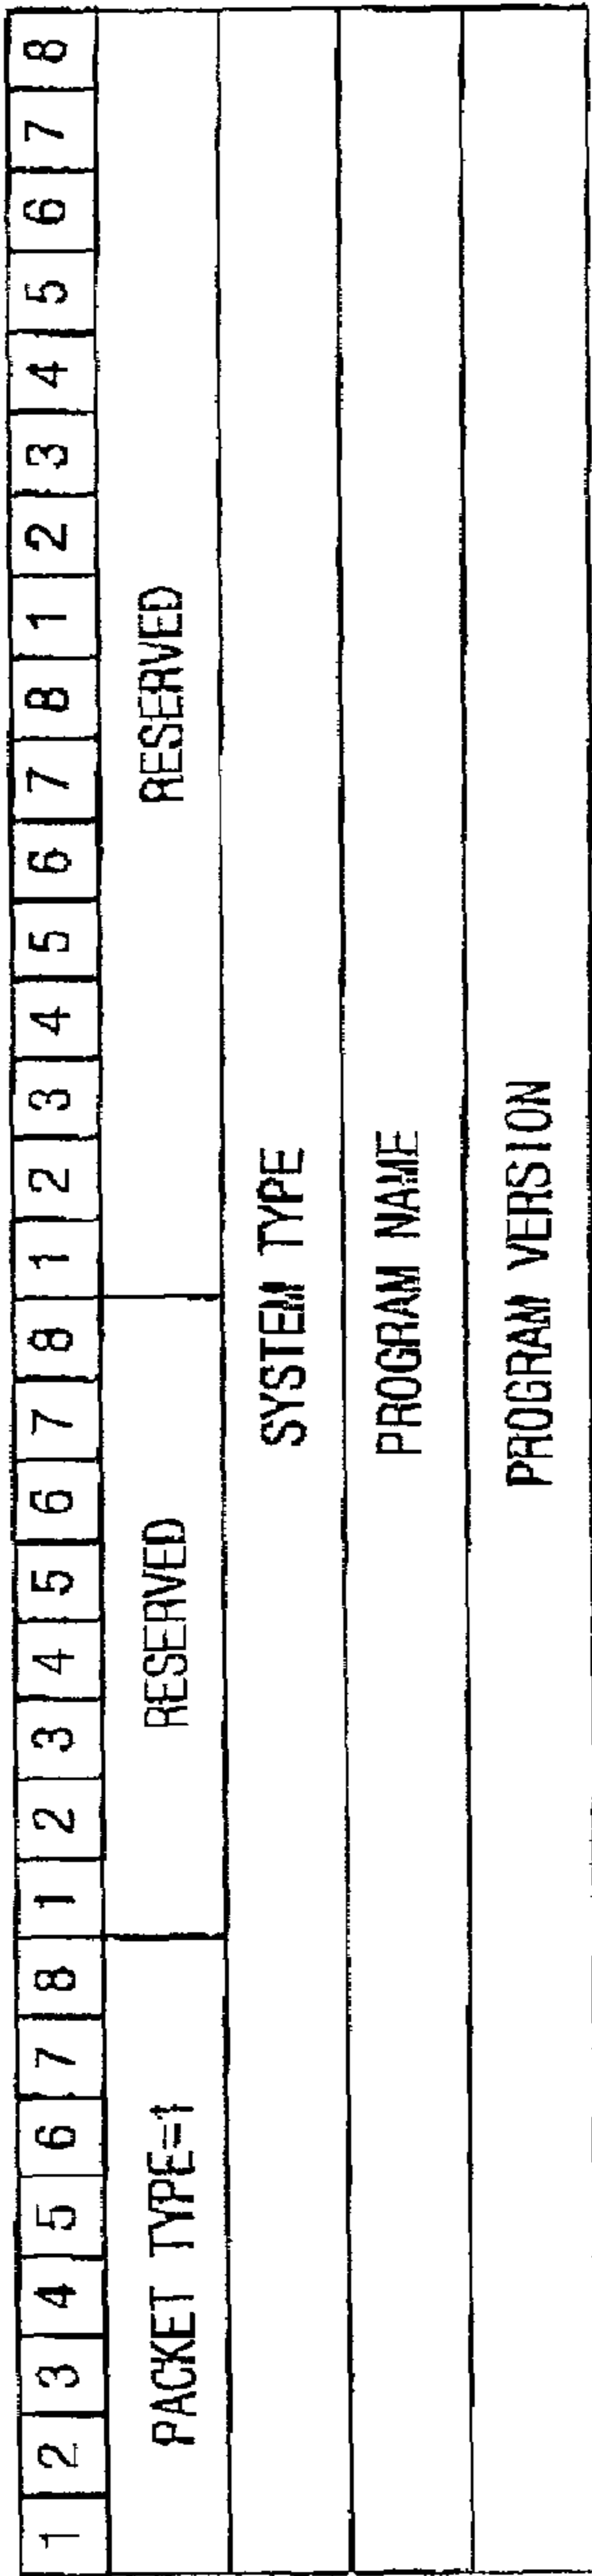 1 2 3 4 5 6 7 8 1 2 3 4 5 6 7 8 1 2 3 4 5 6 7 8 1 2 3 4 5 6 7 8
PACKET TYPE=1 RESERVED RESERVED
SYSTEM TYPE
PROGRAM NAME
PROGRAM VERSION